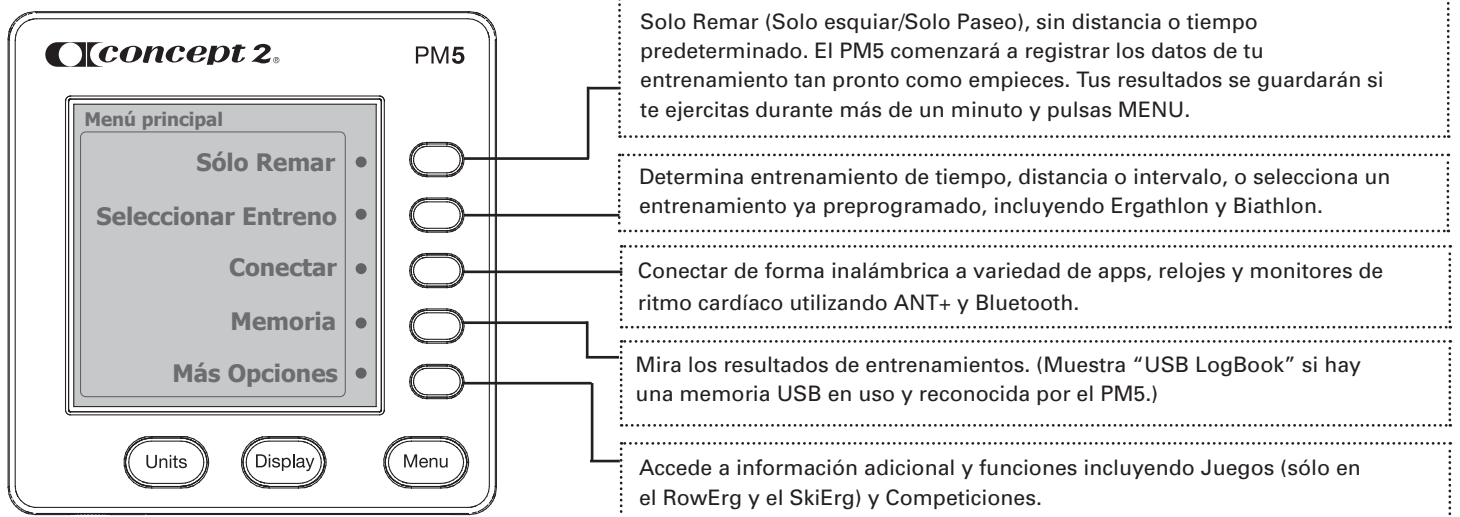 concept 2®
PM5
Menú principal
Sólo Remar
Seleccionar Entreno
Conectar
Memoria
Más Opciones
Units
Display
Menu
Solo Remar (Solo esquiar/Solo Paseo), sin distancia o tiempo
predeterminado. El PM5 comenzará a registrar los datos de tu
entrenamiento tan pronto como empieces. Tus resultados se guardarán si
te ejercitas durante más de un minuto y pulsas MENU.
Determina entrenamiento de tiempo, distancia o intervalo, o selecciona un
entrenamiento ya preprogramado, incluyendo Ergathlon y Biathlon.
Conectar de forma inalámbrica a variedad de apps, relojes y monitores de
ritmo cardíaco utilizando ANT+ y Bluetooth.
Mira los resultados de entrenamientos. (Muestra “USB LogBook” si hay
una memoria USB en uso y reconocida por el PM5.)
Accede a información adicional y funciones incluyendo Juegos (sólo en
el RowErg y el SkiErg) y Competiciones.